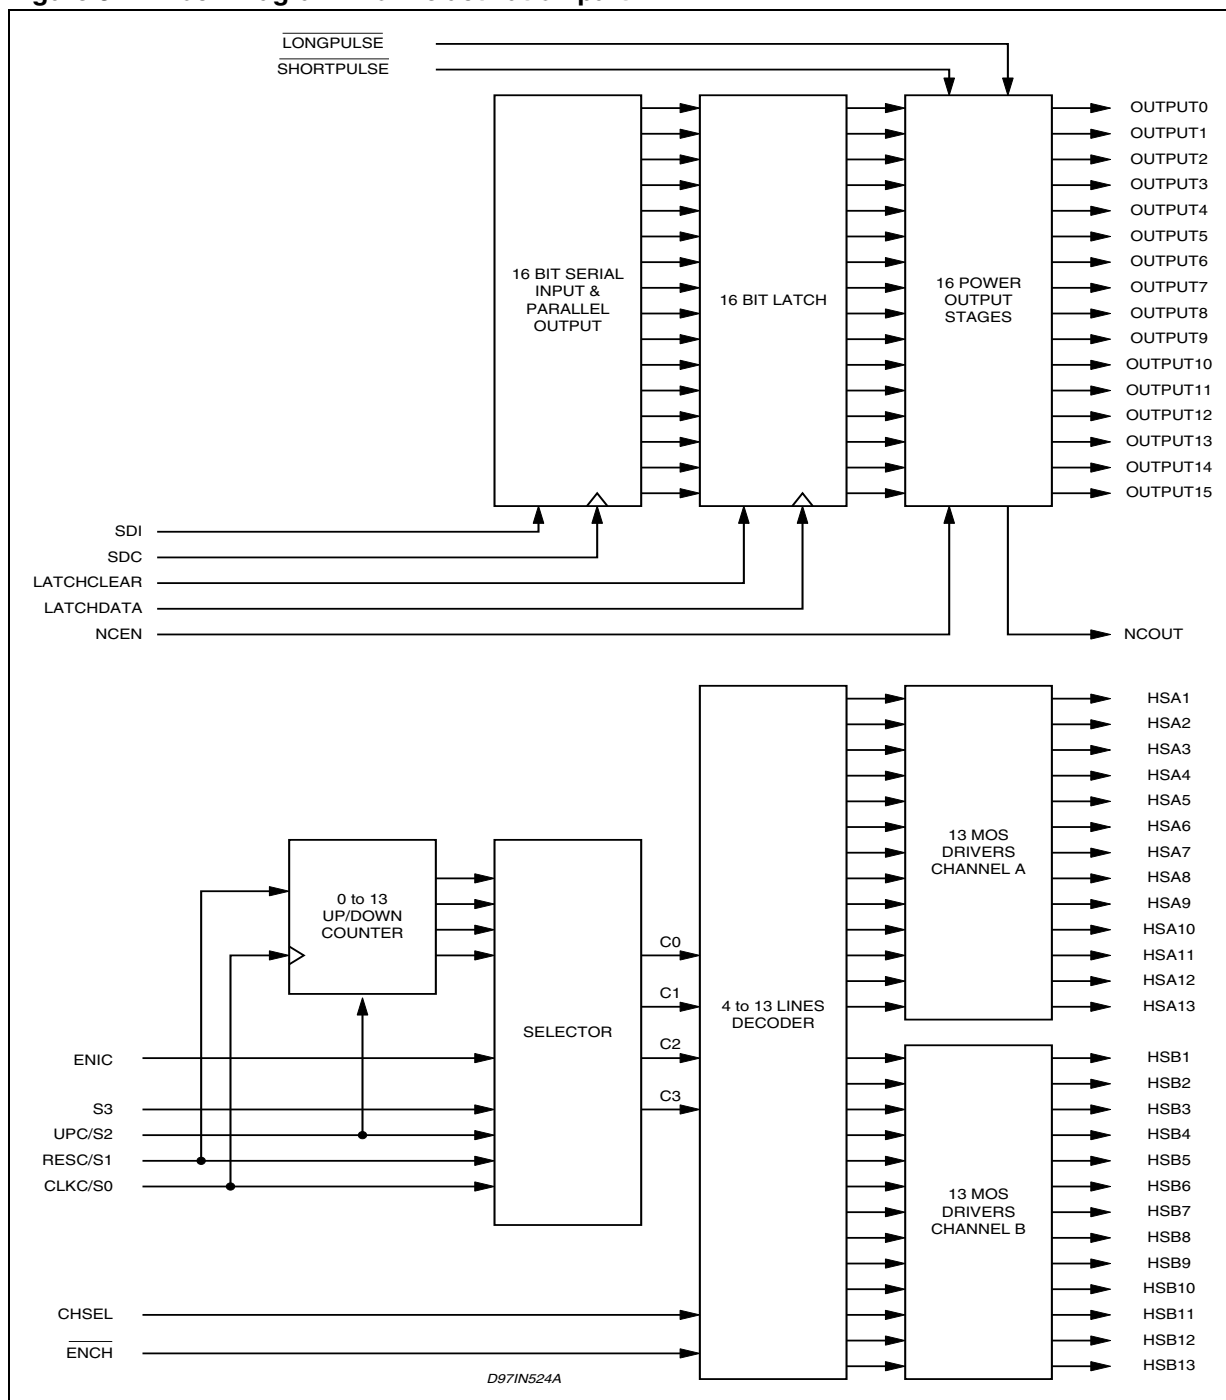 LONGPULSE
SHORTPULSE
16 BIT SERIAL
INPUT &
PARALLEL
OUTPUT
16 BIT LATCH
16 POWER
OUTPUT
STAGES
OUTPUT0
OUTPUT1
OUTPUT2
OUTPUT3
OUTPUT4
OUTPUT5
OUTPUT6
OUTPUT7
OUTPUT8
OUTPUT9
OUTPUT10
OUTPUT11
OUTPUT12
OUTPUT13
OUTPUT14
OUTPUT15
SDI
SDC
LATCHCLEAR
LATCHDATA
NCEN
NCOUT
0 to 13
UP/DOWN
COUNTER
SELECTOR
C0
C1
C2
C3
4 to 13 LINES
DECODER
13 MOS
DRIVERS
CHANNEL A
HSA1
HSA2
HSA3
HSA4
HSA5
HSA6
HSA7
HSA8
HSA9
HSA10
HSA11
HSA12
HSA13
ENIC
S3
UPC/S2
RESC/S1
CLKC/S0
13 MOS
DRIVERS
CHANNEL B
HSB1
HSB2
HSB3
HSB4
HSB5
HSB6
HSB7
HSB8
HSB9
HSB10
HSB11
HSB12
HSB13
CHSEL
ENCH
D97IN524A